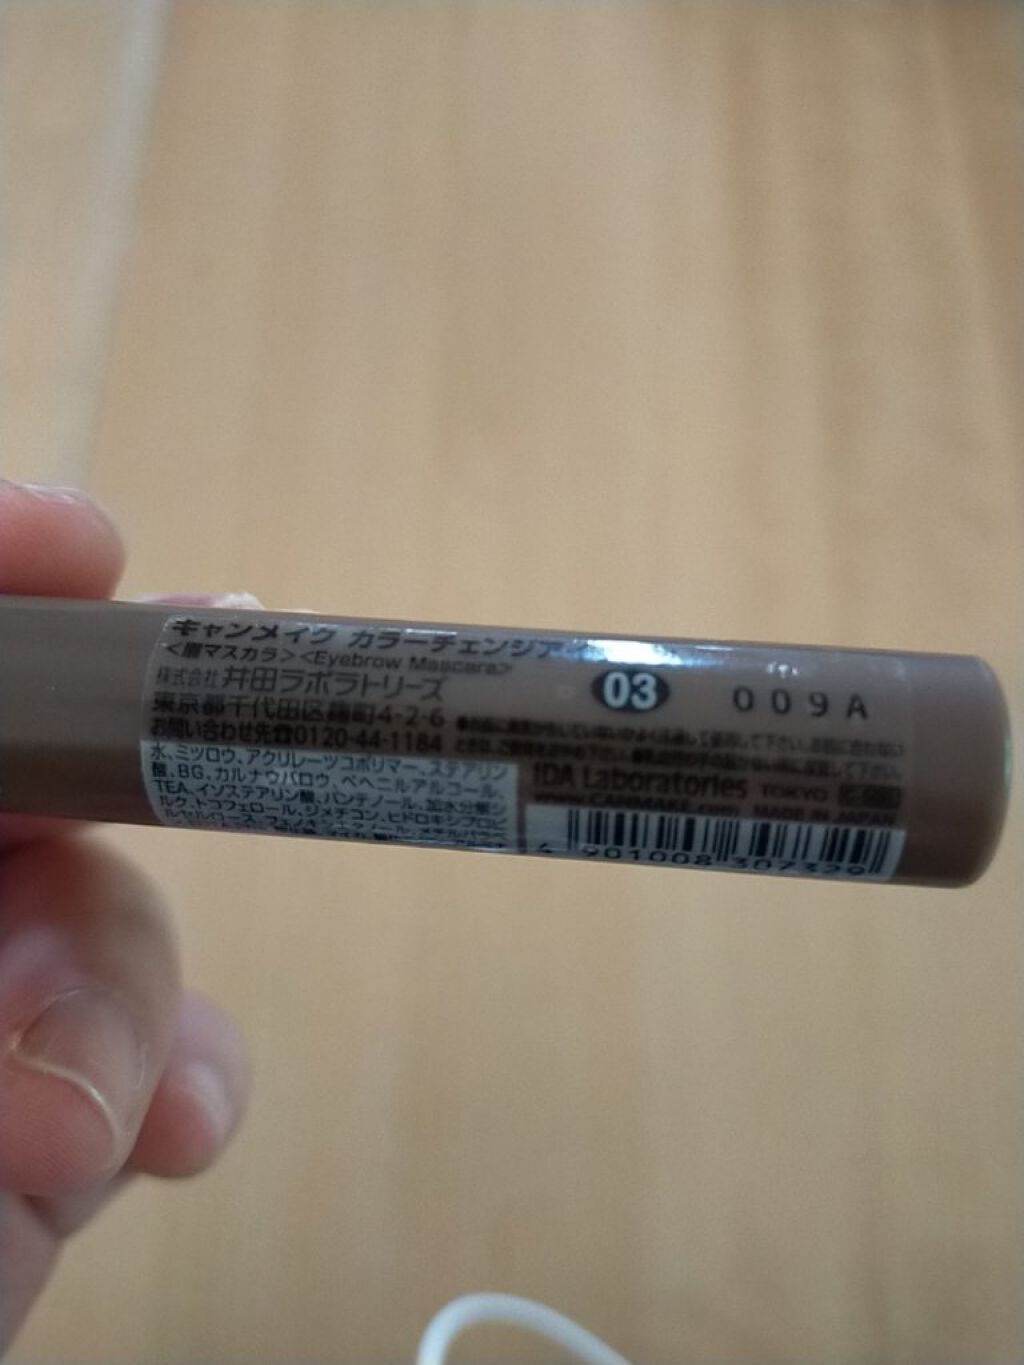 キャンメイク カラーチェンジア
<眉マスカラ><Eyebrow Mascara>
株式会社 井田ラボラトリーズ
東京都千代田区麹町4-2-6
お問い合わせ先☎0120-44-1184
03
009A
水、ミツロウ、アクリレーツコポリマー、ステアリン
酸、BG、カルナウバロウ、ベヘニルアルコール、
TEA、イソステアリン酸、パンテノール、加水分解シ
ルク、トコフェロール、ジメチコン、ヒドロキシプロピ
IDA Laboratories TOKYO
www.CANMAKE.com MADE IN JAPAN
4 901008 307329